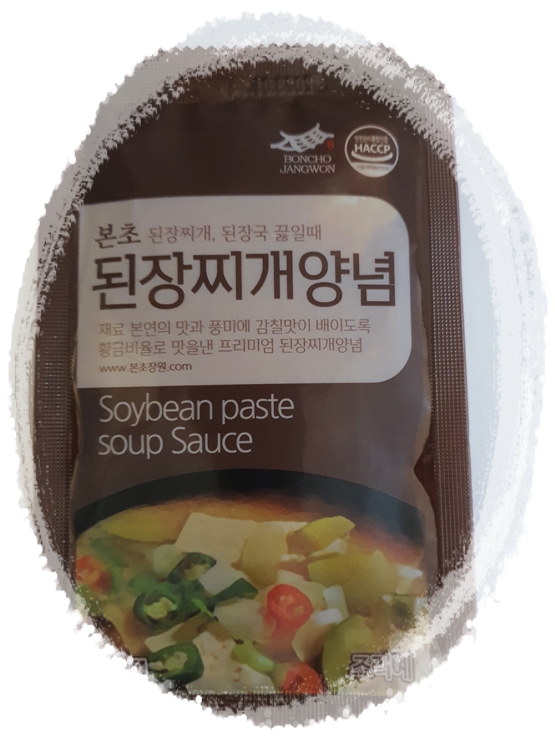 BONCHO
JANGWON
HACCP
본초 된장찌개, 된장국 끓일때
된장찌개양념
재료 본연의 맛과 풍미에 감칠맛이 배이도록
황금비율로 맛을낸 프리미엄 된장찌개양념
www.본초장원.com
Soybean paste
soup Sauce
조리예